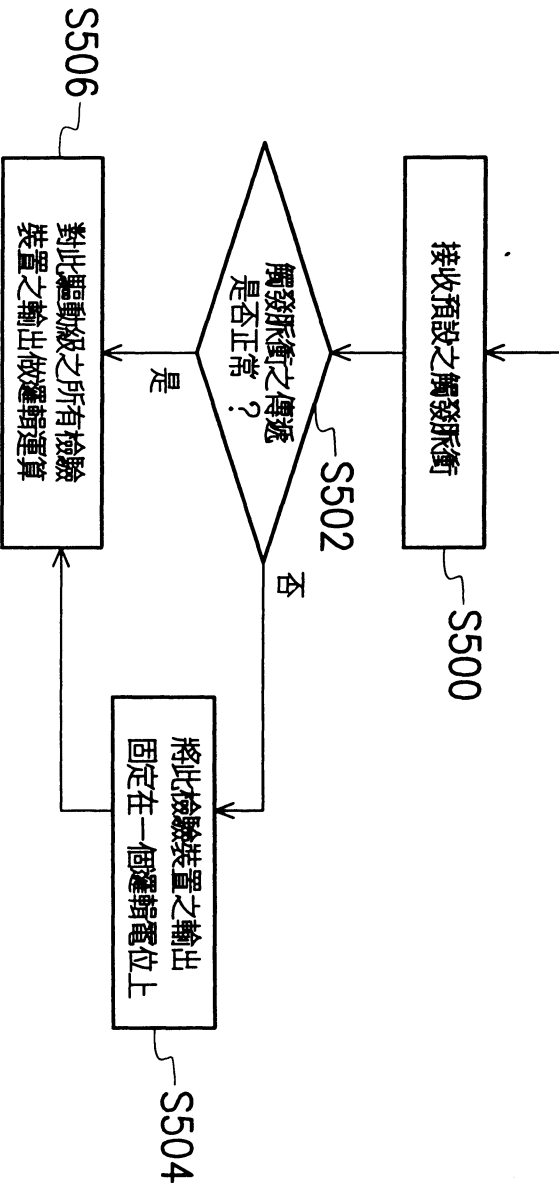 接收預設之觸發脈衝
S500
觸發脈衝之傳遞
是否正常？
S502
否
是
將此檢驗裝置之輸出
固定在一個邏輯電位上
S504
對此驅動級之所有檢驗
裝置之輸出做邏輯運算
S506